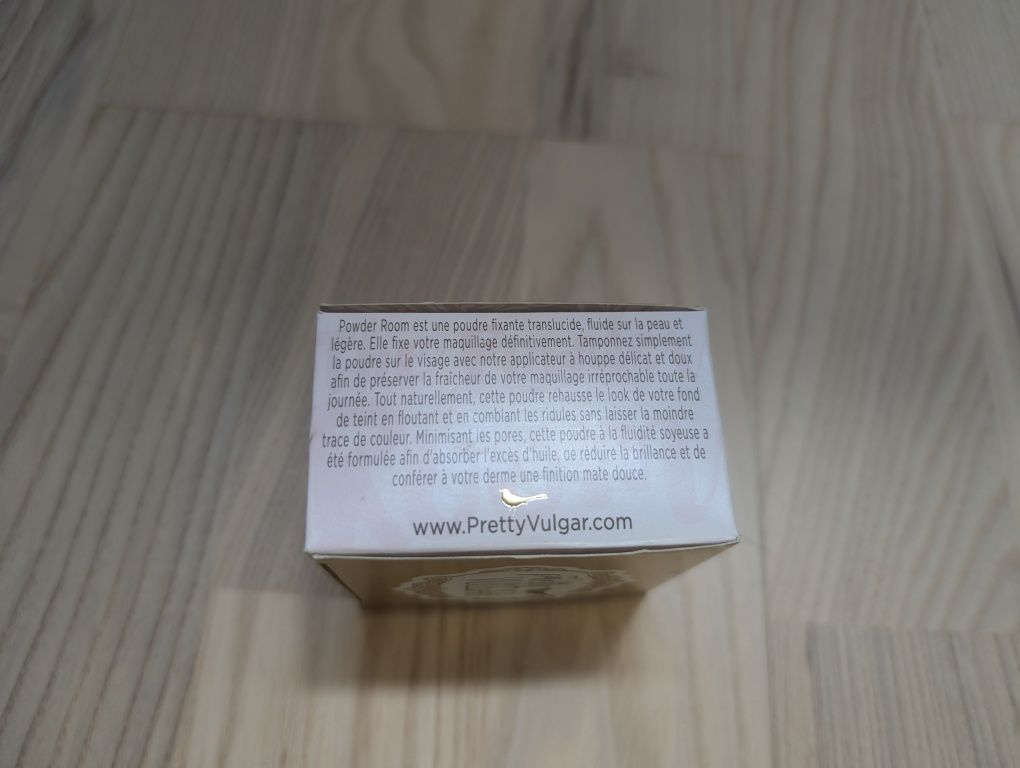 Powder Room est une poudre fixante translucide, fluide sur la peau et
légère. Elle fixe votre maquillage définitivement. Tamponnez simplement
la poudre sur le visage avec notre applicateur à houppe délicat et doux
afin de préserver la fraîcheur de votre maquillage irréprochable toute la
journée. Tout naturellement, cette poudre rehausse le look de votre fond
de teint en floutant et en comblant les ridules sans laisser la moindre
trace de couleur. Minimisant les pores, cette poudre à la fluidité soyeuse a
été formulée afin d'absorber l'excès d'huile, de réduire la brillance et de
conférer à votre derme une finition mate douce.
www.PrettyVulgar.com